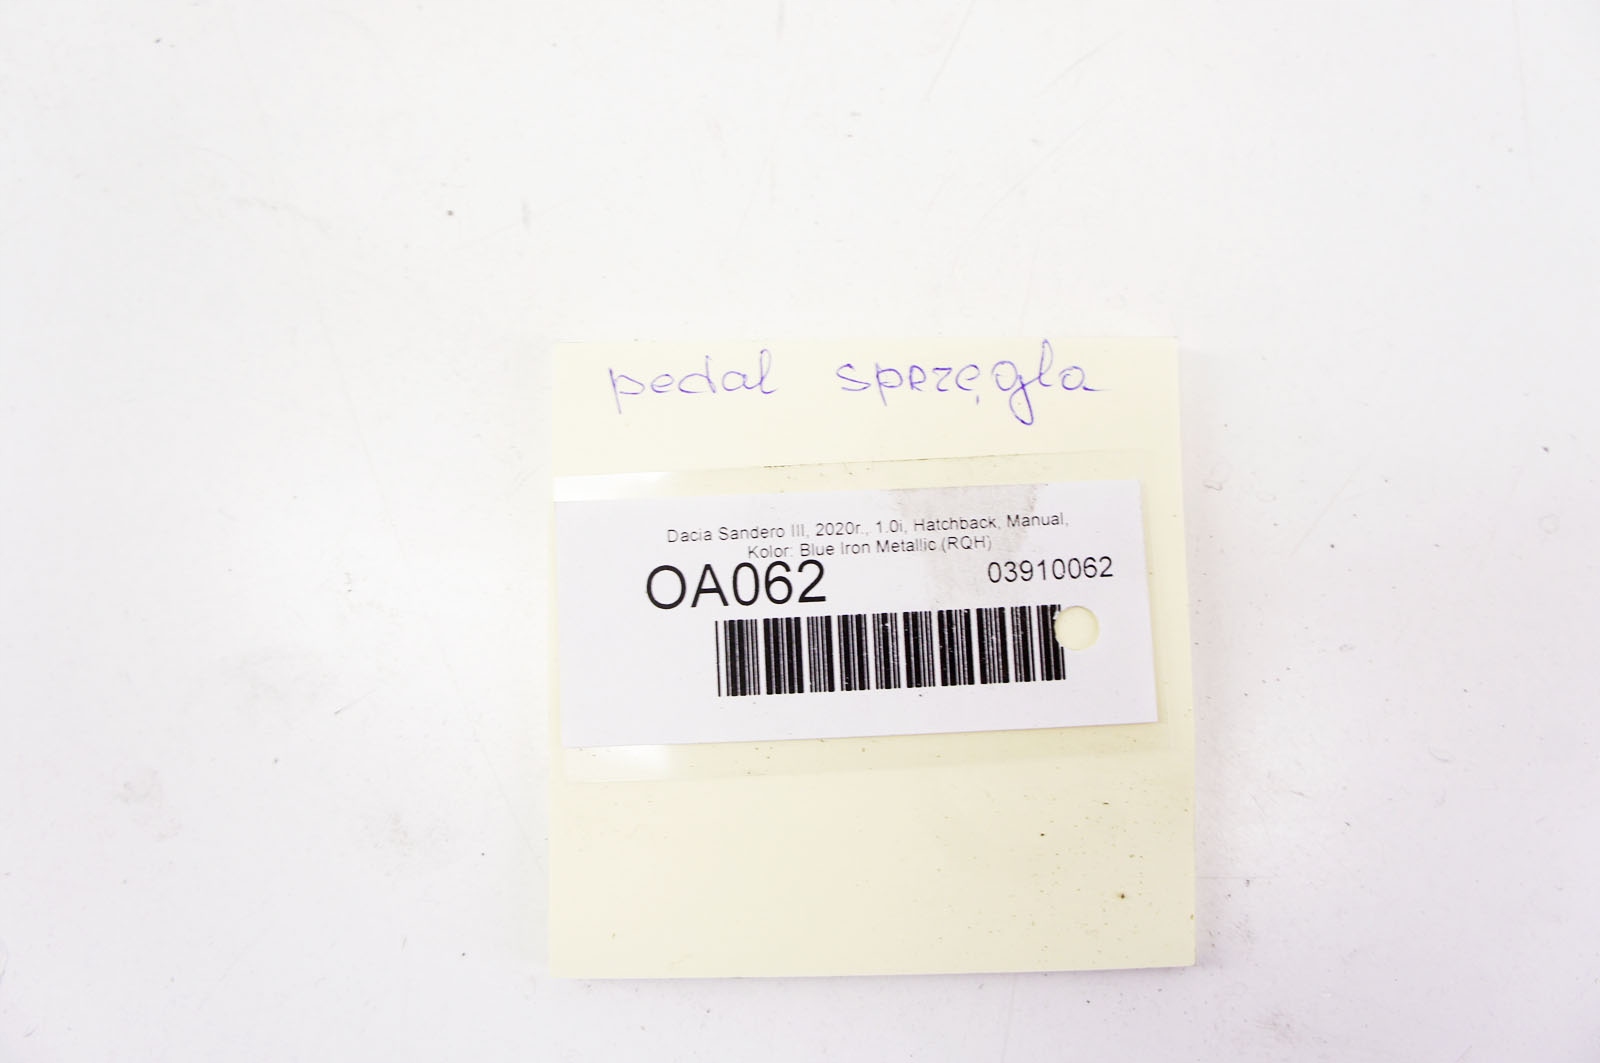 pedal sprzęgla
Dacia Sandero III, 2020r., 1.0i, Hatchback, Manual,
Kolor: Blue Iron Metallic (RQH)
OA062
03910062